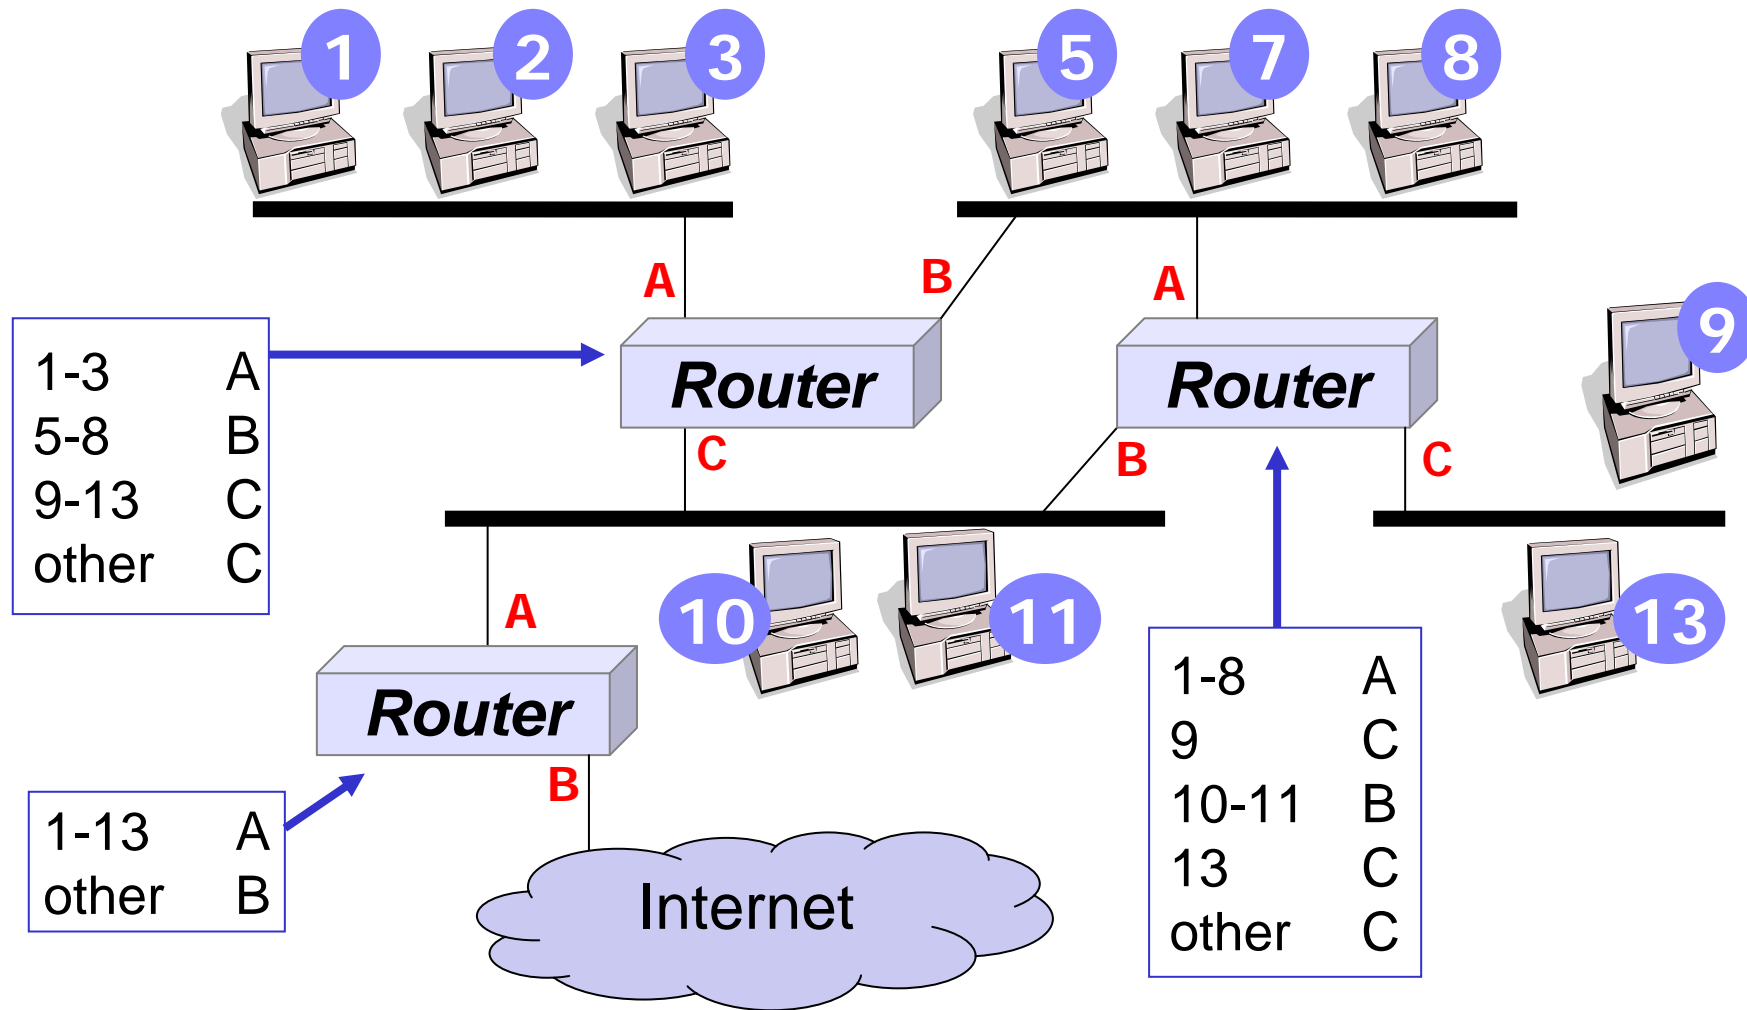 1
2
3
5
7
8
A
B
A
9
1-3 A
5-8 B
9-13 C
other C
Router
Router
C
B
C
A
10
11
13
Router
B
1-13 A
other B
1-8 A
9 C
10-11 B
13 C
other C
Internet